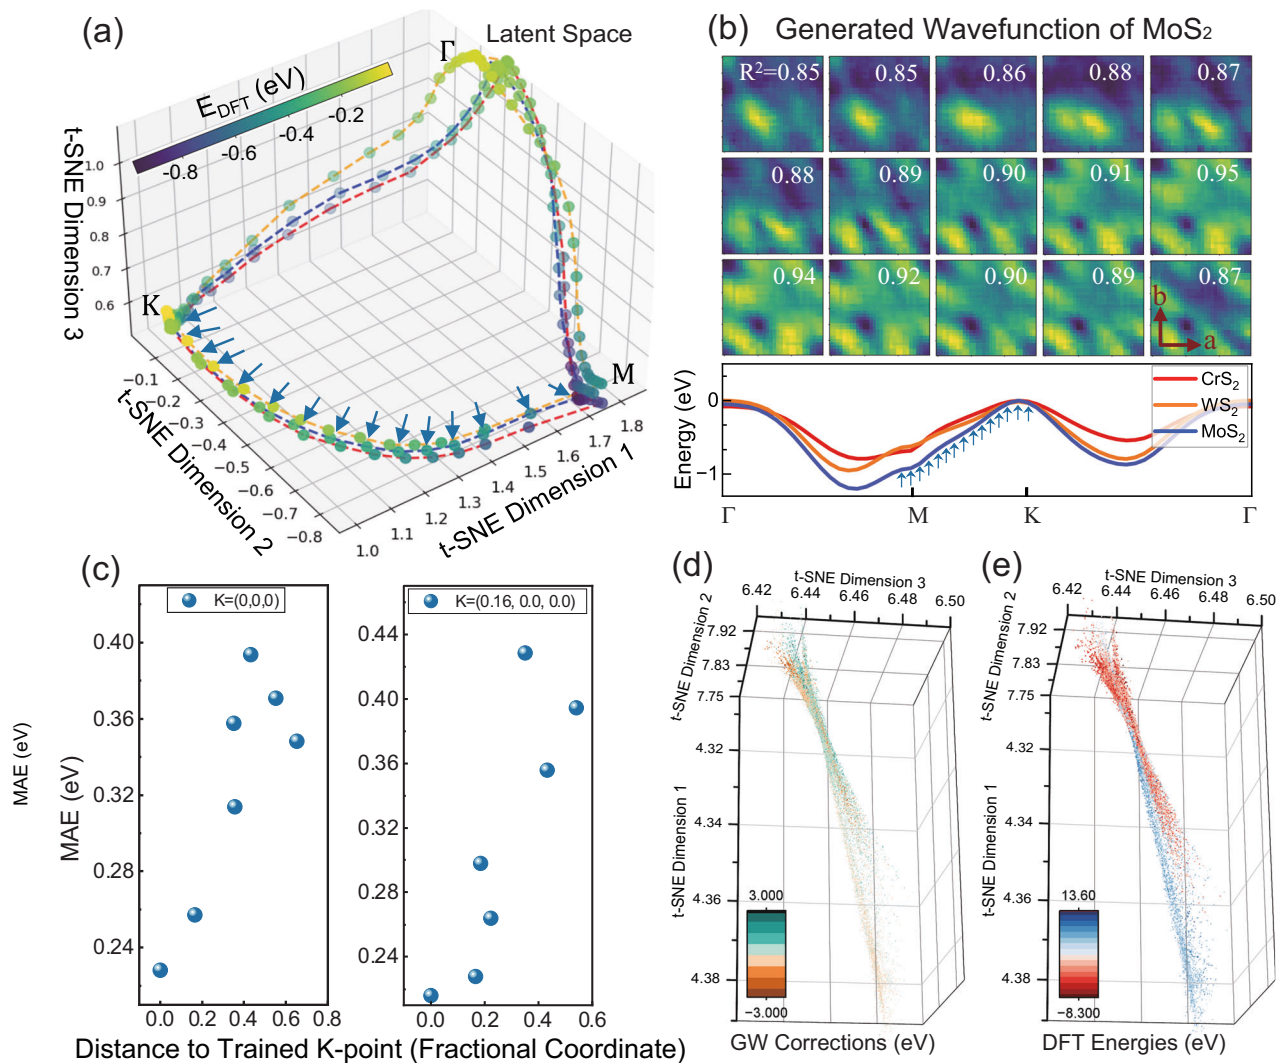 (a)
Latent Space
Γ
E_DFT (eV)
-0.8
-0.6
-0.4
-0.2
t-SNE Dimension 3
1.0
0.9
0.8
0.7
0.6
K
M
−0.1
−0.2
−0.3
−0.4
−0.5
−0.6
−0.7
−0.8
t-SNE Dimension 2
1.0
1.1
1.2
1.3
1.4
1.5
1.6
1.7
1.8
t-SNE Dimension 1
(b) Generated Wavefunction of MoS₂
R²=0.85 0.85 0.86 0.88 0.87
0.88 0.89 0.90 0.91 0.95
0.94 0.92 0.90 0.89 0.87
b
a
Energy (eV)
0
−1
CrS₂
WS₂
MoS₂
Γ M K Γ
(c)
MAE (eV)
MAE (eV)
K=(0,0,0)
0.40
0.36
0.32
0.28
0.24
0.0 0.2 0.4 0.6 0.8
K=(0.16, 0.0, 0.0)
0.44
0.40
0.36
0.32
0.28
0.24
0.0 0.1 0.2 0.3 0.4 0.5 0.6
Distance to Trained K-point (Fractional Coordinate)
(d)
t-SNE Dimension 3
6.42 6.44 6.46 6.48 6.50
t-SNE Dimension 2
7.92
7.83
7.75
t-SNE Dimension 1
4.32
4.34
4.36
4.38
3.000
−3.000
GW Corrections (eV)
(e)
t-SNE Dimension 3
6.42 6.44 6.46 6.48 6.50
t-SNE Dimension 2
7.92
7.83
7.75
t-SNE Dimension 1
4.32
4.34
4.36
4.38
13.60
−8.300
DFT Energies (eV)